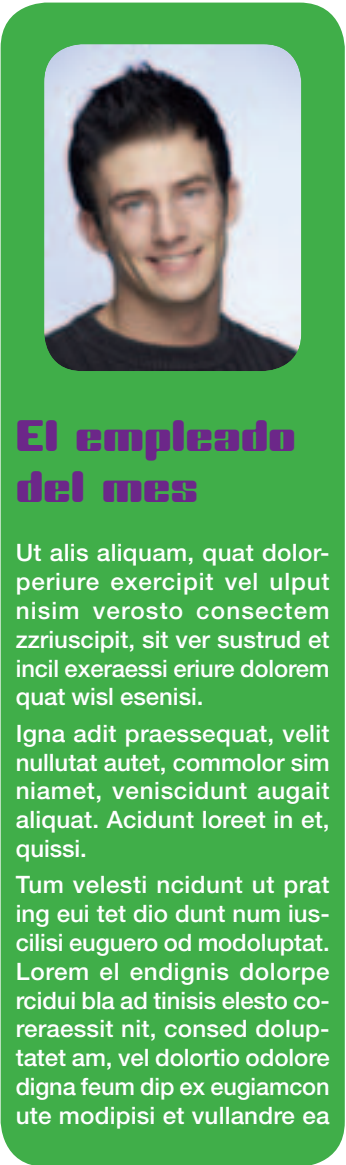 El empleado
del mes
Ut alis aliquam, quat dolor-
periure exercipit vel ulput
nisim verosto consectem
zzriuscipit, sit ver sustrud et
incil exeraessi eriure dolorem
quat wisl esenisi.
Igna adit praessequat, velit
nullutat autet, commolor sim
niamet, veniscidunt augait
aliquat. Acidunt loreet in et,
quissi.
Tum velesti ncidunt ut prat
ing eui tet dio dunt num ius-
cilisi euguero od modoluptat.
Lorem el endignis dolorpe
rcidui bla ad tinisis elesto co-
reraessit nit, consed dolup-
tatet am, vel dolortio odolore
digna feum dip ex eugiamcon
ute modipisi et vullandre ea